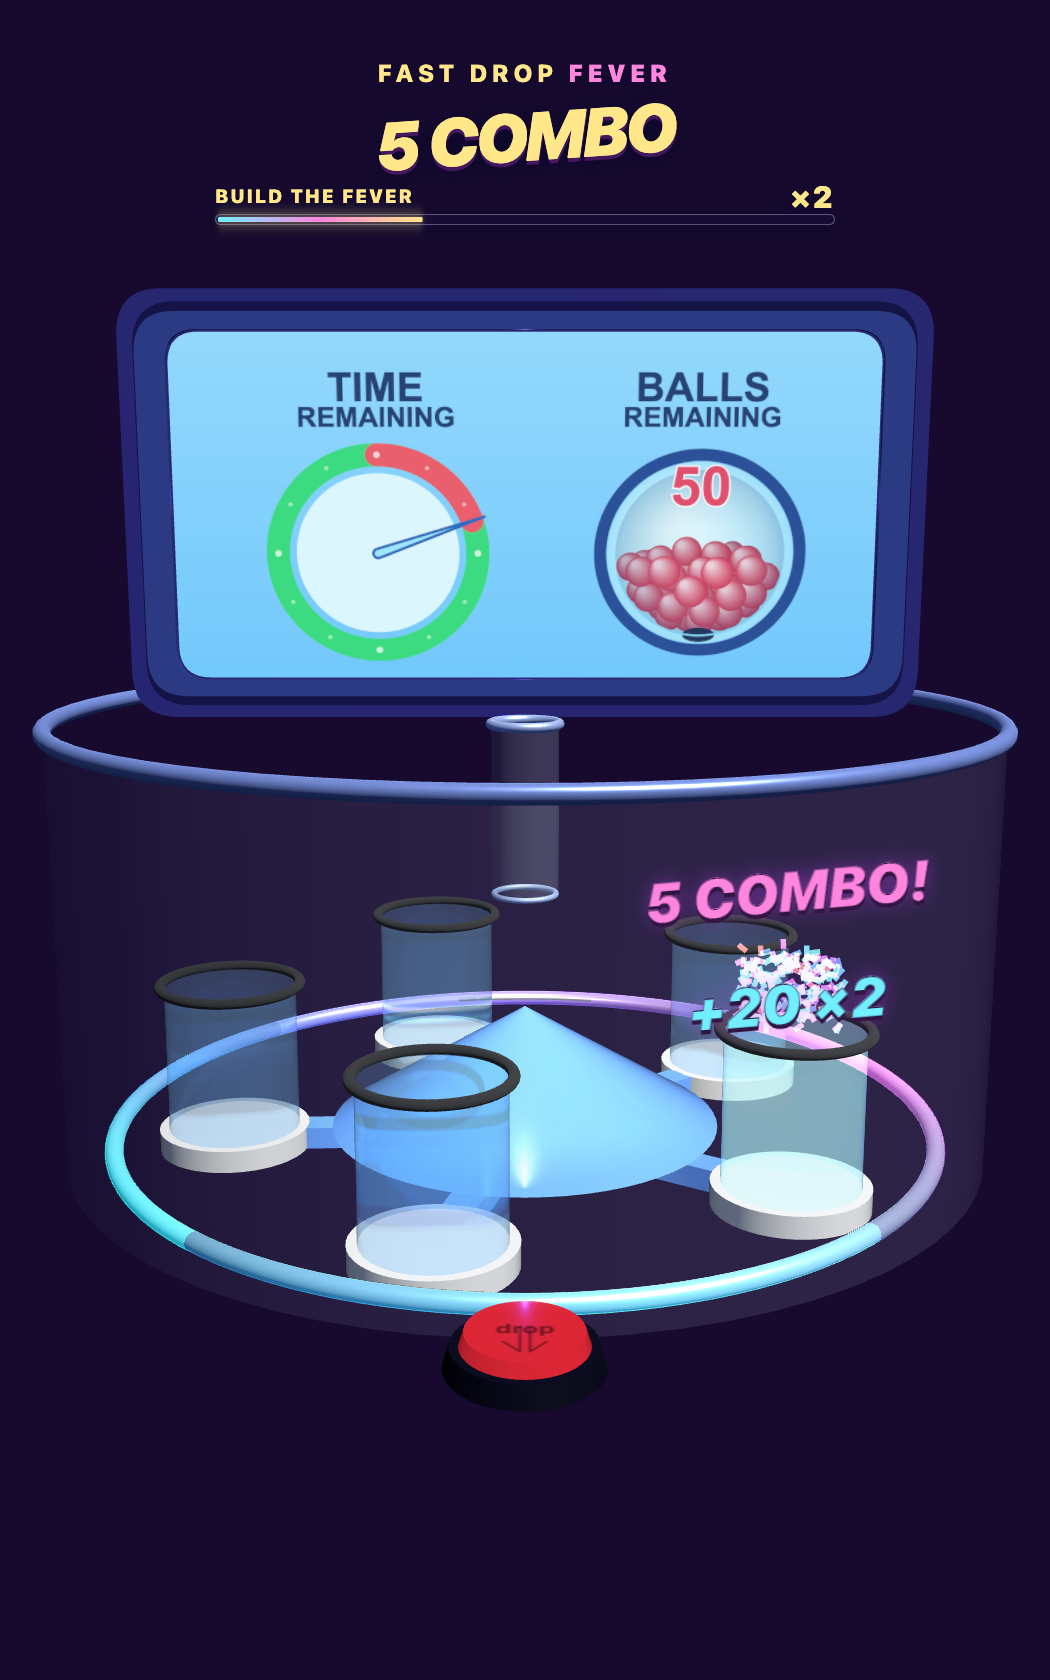 FAST DROP FEVER
5 COMBO
BUILD THE FEVER ×2
TIME
REMAINING
BALLS
REMAINING
50
5 COMBO!
+20 ×2
drop